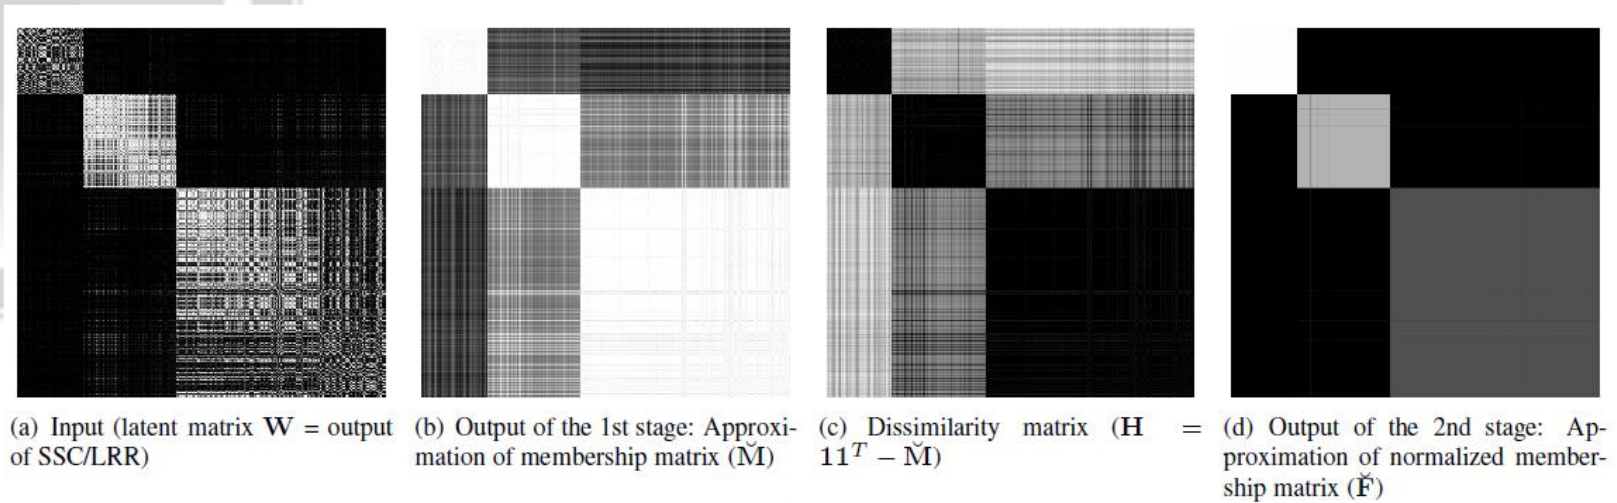 (a) Input (latent matrix W = output
of SSC/LRR)
(b) Output of the 1st stage: Approxi-
mation of membership matrix (M̆)
(c) Dissimilarity matrix (H =
11ᵀ − M̆)
(d) Output of the 2nd stage: Ap-
proximation of normalized member-
ship matrix (F̆)